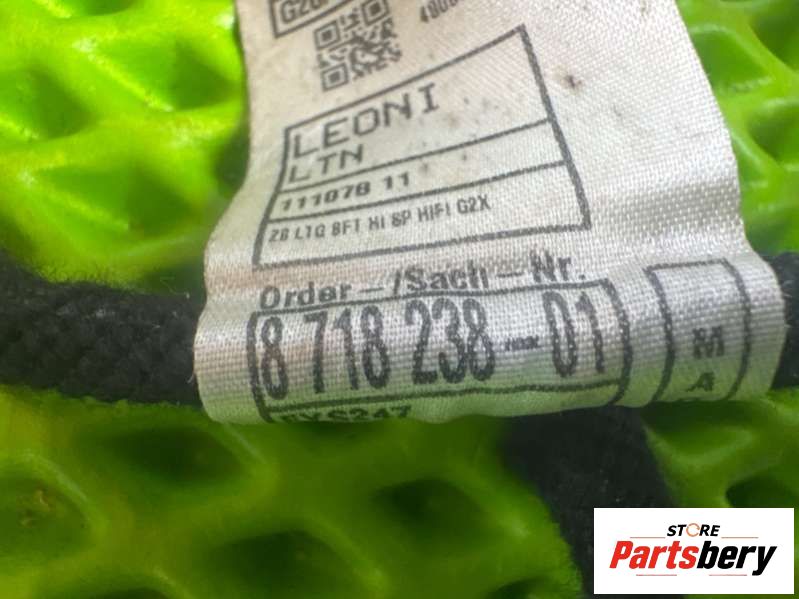 LEONI
LTN
111078 11
ZB LTG BFT HI SP HIFI G2X
Order-/Sach-Nr.
8 718 238-01
M
A
STORE
Partsbery